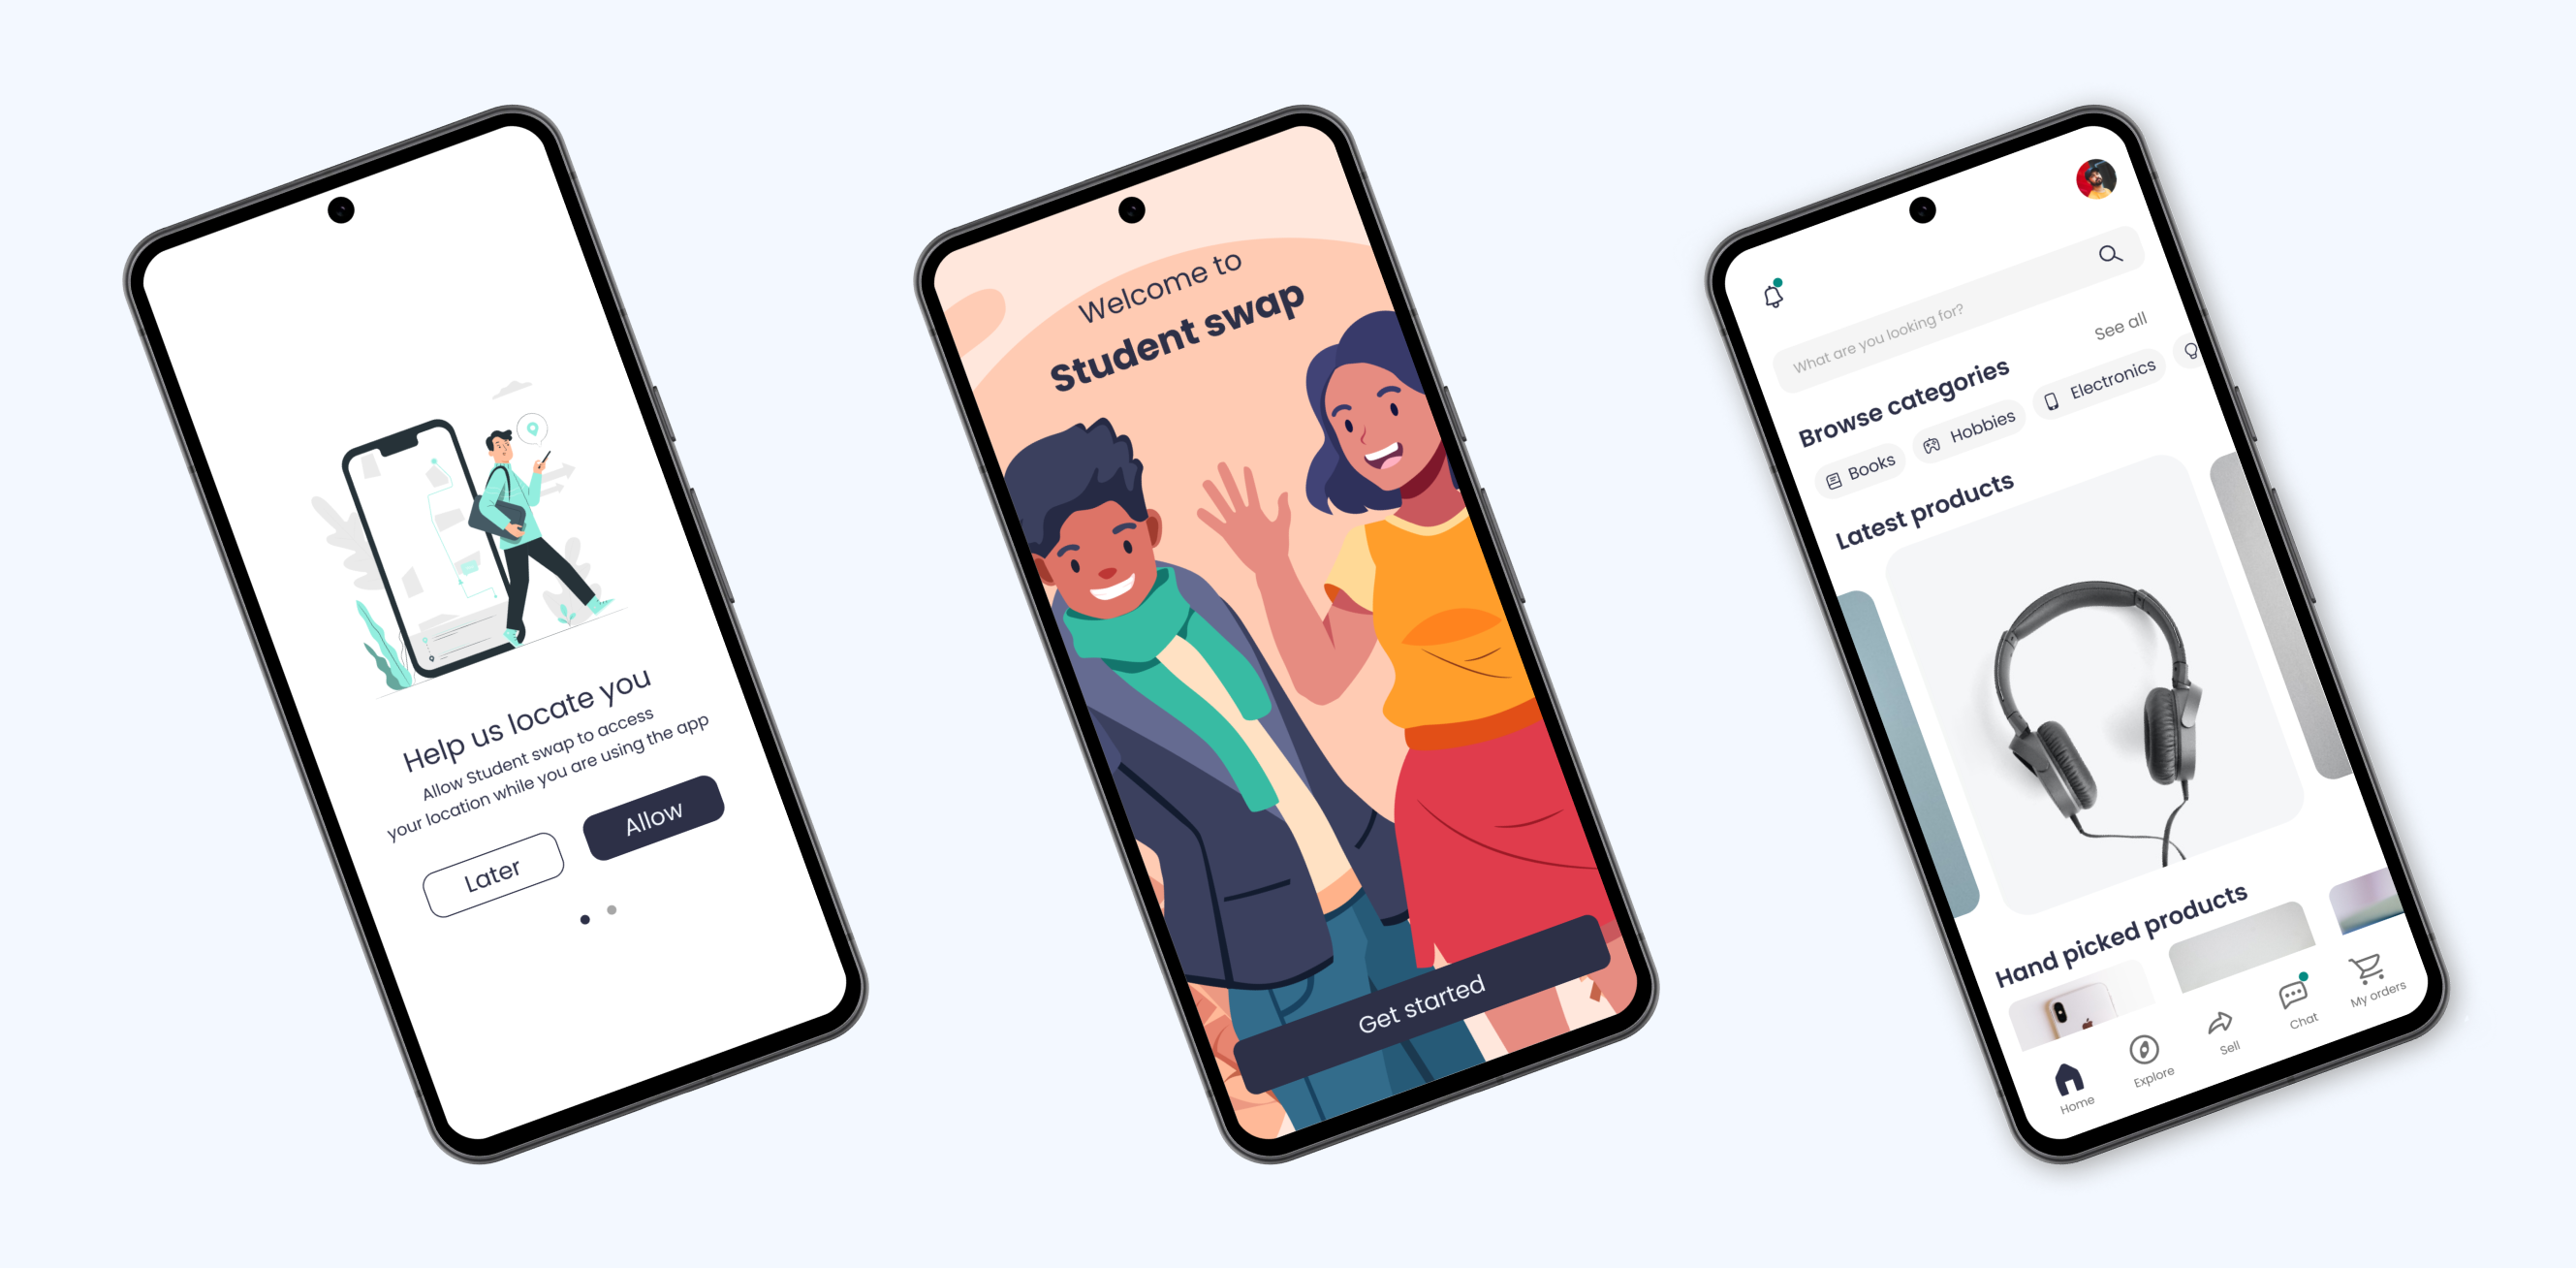 Help us locate you
Allow Student swap to access
your location while you are using the app
Later
Allow
Welcome to
Student swap
Get started
What are you looking for?
Browse categories
See all
Books
Hobbies
Electronics
Latest products
Hand picked products
Home
Explore
Sell
Chat
My orders